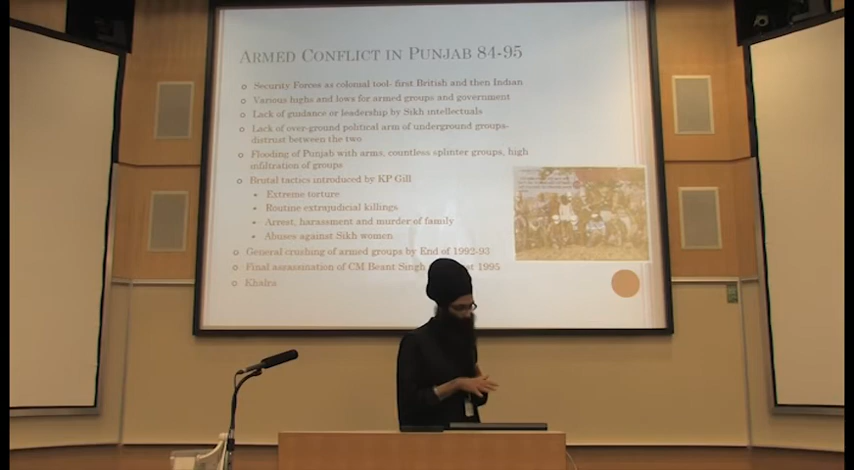 ARMED CONFLICT IN PUNJAB 84-95
Security Forces as colonial tool- first British and then Indian
Various highs and lows for armed groups and government
Lack of guidance or leadership by Sikh intellectuals
Lack of over-ground political arm of underground groups-
distrust between the two
Flooding of Punjab with arms, countless splinter groups, high
infiltration of groups
Brutal tactics introduced by KP Gill
Extreme torture
Routine extrajudicial killings
Arrest, harassment and murder of family
Abuses against Sikh women
General crushing of armed groups by End of 1992-93
Final assassination of CM Beant Singh 1995
Khalra